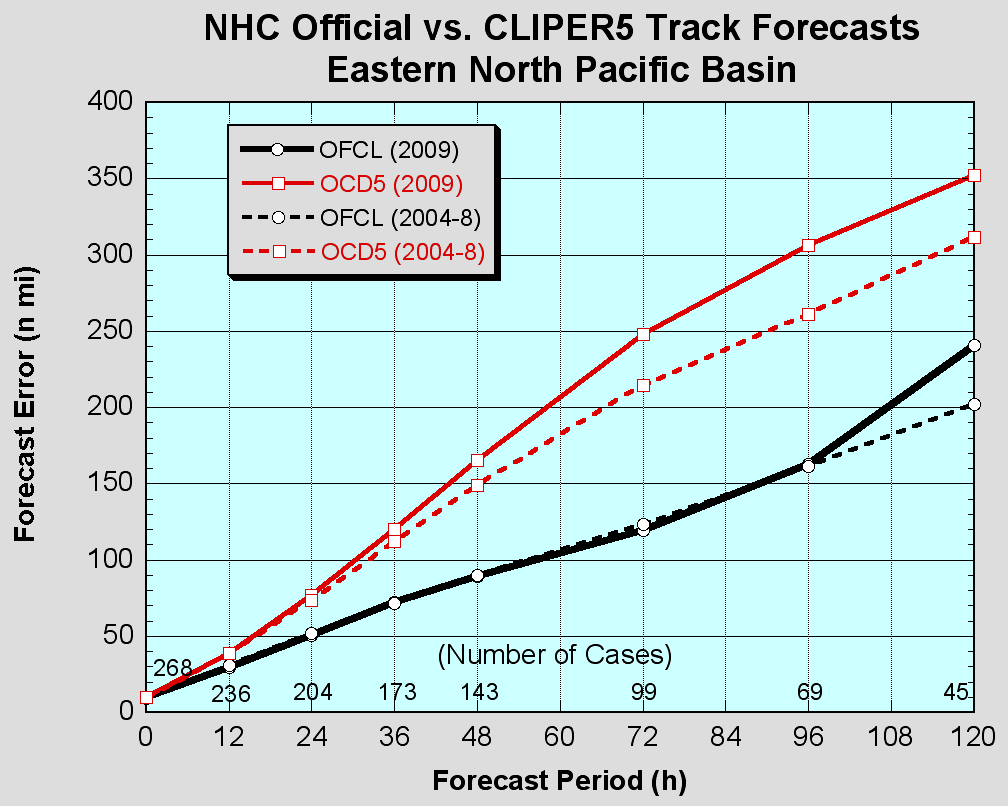 NHC Official vs. CLIPER5 Track Forecasts
Eastern North Pacific Basin
400
350
300
250
200
150
100
50
0
Forecast Error (n mi)
OFCL (2009)
OCD5 (2009)
OFCL (2004-8)
OCD5 (2004-8)
(Number of Cases)
268 236 204 173 143 99 69 45
0 12 24 36 48 60 72 84 96 108 120
Forecast Period (h)